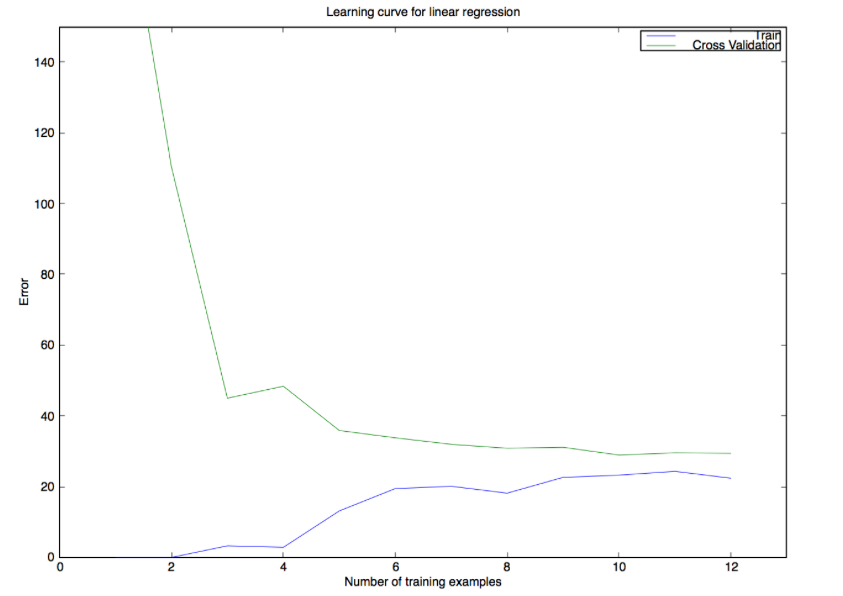 Learning curve for linear regression
Train
Cross Validation
140
120
100
80
60
40
20
0
Error
0 2 4 6 8 10 12
Number of training examples